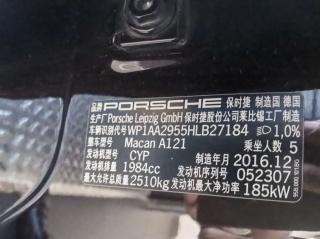 品牌 PORSCHE 保时捷 制造国 德国
生产厂 Porsche Leipzig GmbH 保时捷股份公司莱比锡工厂制造
车辆识别代号 WP1AA2955HLB27184 1,0%
整车型号 Macan A121 乘坐人数 5
发动机型号 CYP 制造年月 2016.12
发动机排量 1984cc 发动机序号 052307
最大允许总质量 2510kg 发动机最大净功率 185kW